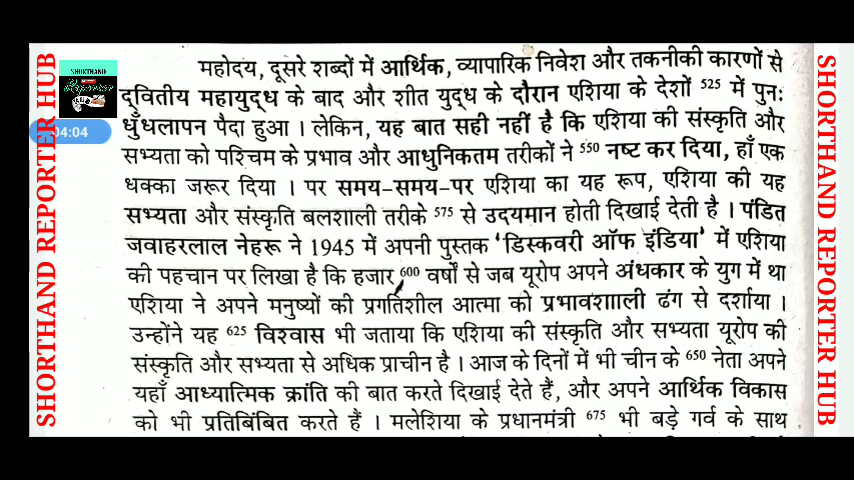 महोदय, दूसरे शब्दों में आर्थिक, व्यापारिक निवेश और तकनीकी कारणों से
द्वितीय महायुद्ध के बाद और शीत युद्ध के दौरान एशिया के देशों 525 में पुनः
धुँधलापन पैदा हुआ । लेकिन, यह बात सही नहीं है कि एशिया की संस्कृति और
सभ्यता को पश्चिम के प्रभाव और आधुनिकतम तरीकों ने 550 नष्ट कर दिया, हाँ एक
धक्का जरूर दिया । पर समय-समय-पर एशिया का यह रूप, एशिया की यह
सभ्यता और संस्कृति बलशाली तरीके 575 से उदयमान होती दिखाई देती है । पंडित
जवाहरलाल नेहरू ने 1945 में अपनी पुस्तक 'डिस्कवरी ऑफ इंडिया' में एशिया
की पहचान पर लिखा है कि हजार 600 वर्षों से जब यूरोप अपने अंधकार के युग में था
एशिया ने अपने मनुष्यों की प्रगतिशील आत्मा को प्रभावशााली ढंग से दर्शाया ।
उन्होंने यह 625 विश्वास भी जताया कि एशिया की संस्कृति और सभ्यता यूरोप की
संस्कृति और सभ्यता से अधिक प्राचीन है । आज के दिनों में भी चीन के 650 नेता अपने
यहाँ आध्यात्मिक क्रांति की बात करते दिखाई देते हैं, और अपने आर्थिक विकास
को भी प्रतिबिंबित करते हैं । मलेशिया के प्रधानमंत्री 675 भी बड़े गर्व के साथ
SHORTHAND REPORTER HUB
SHORTHAND
Reporter
HUB
04:04
SHORTHAND REPORTER HUB